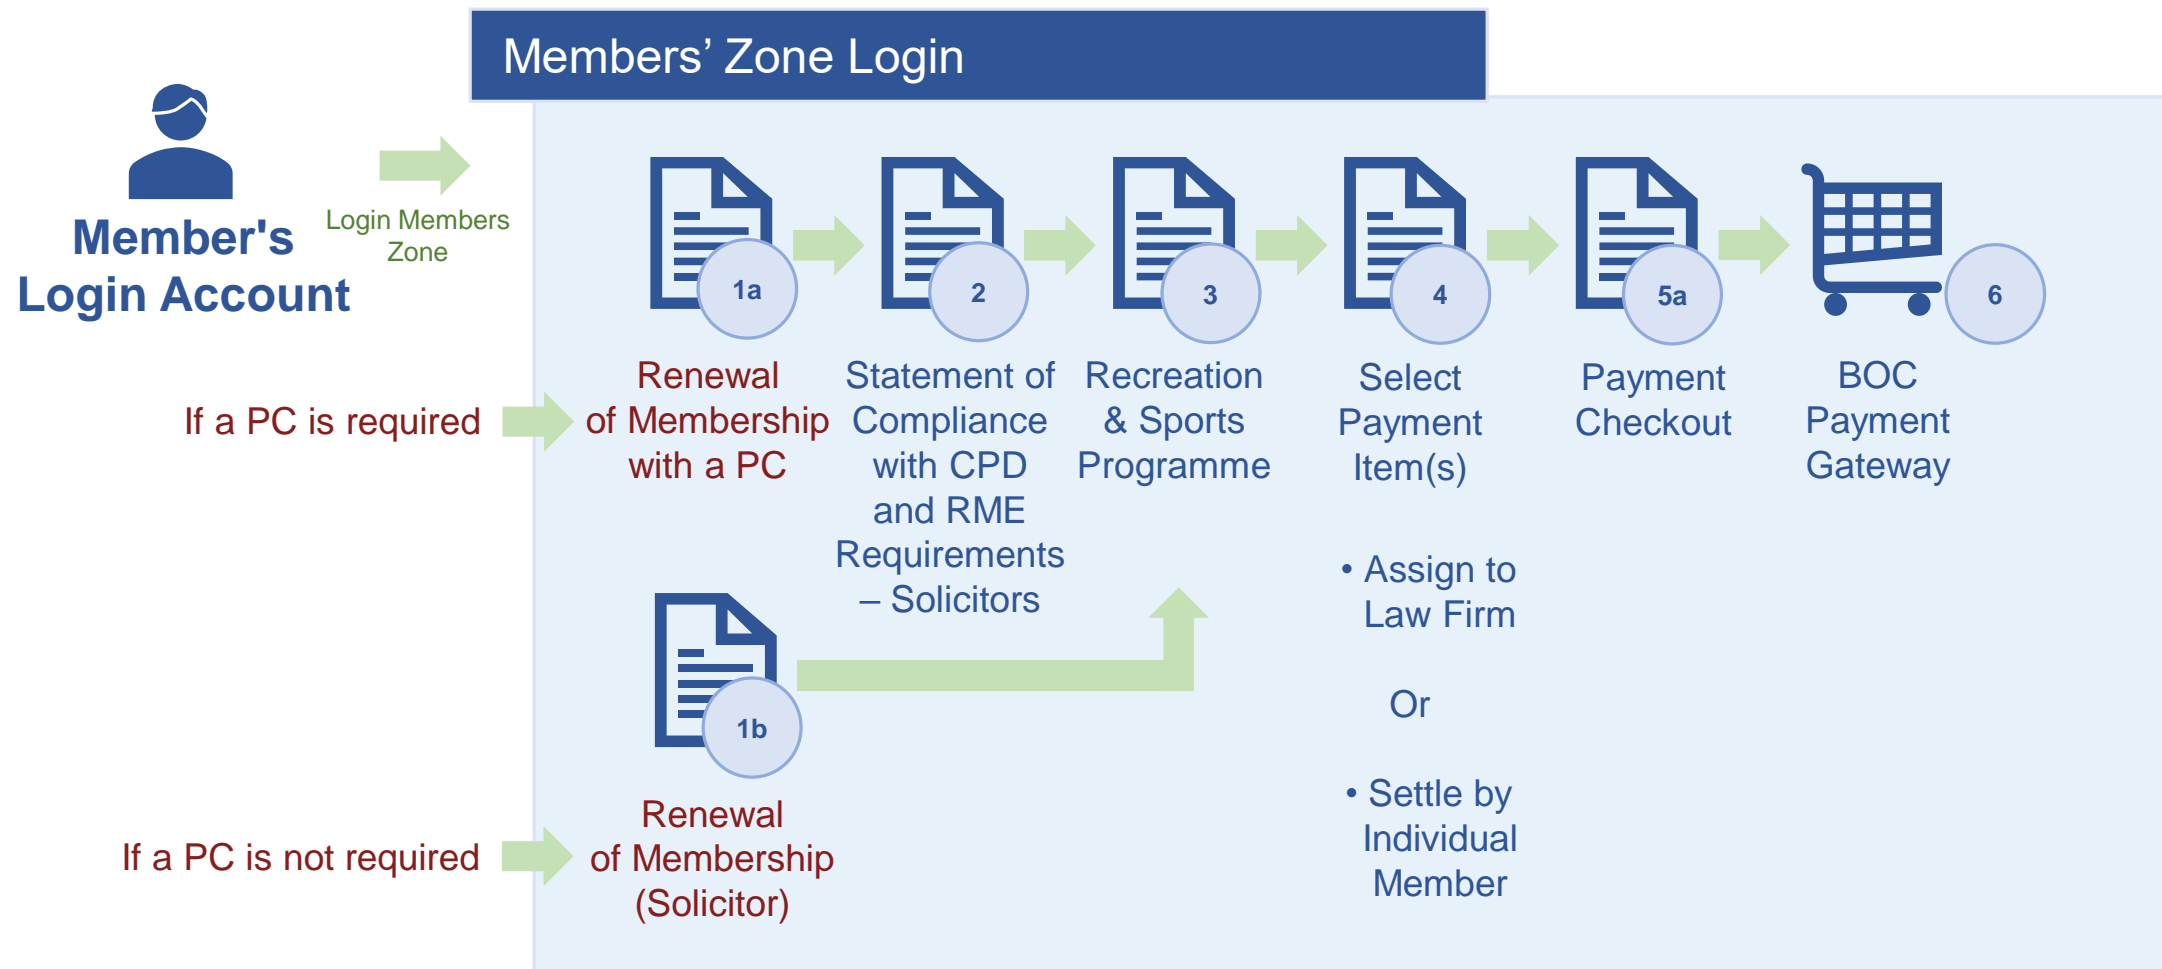 Members’ Zone Login
Member's
Login Account
Login Members
Zone
1a
2
3
4
5a
6
If a PC is required
Renewal
of Membership
with a PC
Statement of
Compliance
with CPD
and RME
Requirements
– Solicitors
Recreation
& Sports
Programme
Select
Payment
Item(s)
• Assign to
Law Firm
Or
• Settle by
Individual
Member
Payment
Checkout
BOC
Payment
Gateway
1b
If a PC is not required
Renewal
of Membership
(Solicitor)